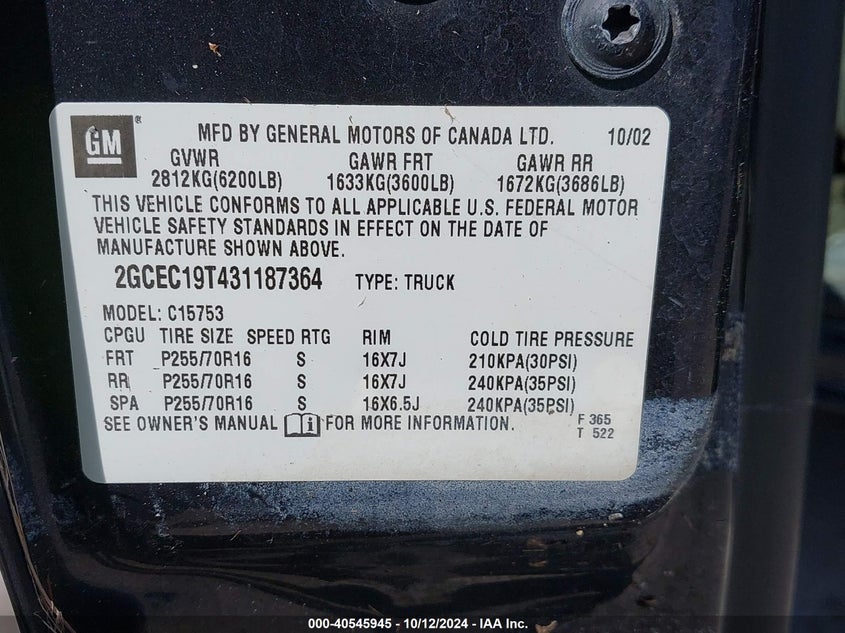 GM ® MFD BY GENERAL MOTORS OF CANADA LTD. 10/02
GVWR GAWR FRT GAWR RR
2812KG(6200LB) 1633KG(3600LB) 1672KG(3686LB)
THIS VEHICLE CONFORMS TO ALL APPLICABLE U.S. FEDERAL MOTOR
VEHICLE SAFETY STANDARDS IN EFFECT ON THE DATE OF
MANUFACTURE SHOWN ABOVE.
2GCEC19T431187364 TYPE: TRUCK
MODEL: C15753
CPGU TIRE SIZE SPEED RTG RIM COLD TIRE PRESSURE
FRT P255/70R16 S 16X7J 210KPA(30PSI)
RR P255/70R16 S 16X7J 240KPA(35PSI)
SPA P255/70R16 S 16X6.5J 240KPA(35PSI)
SEE OWNER'S MANUAL i FOR MORE INFORMATION. F 365
T 522
000-40545945 - 10/12/2024 - IAA Inc.